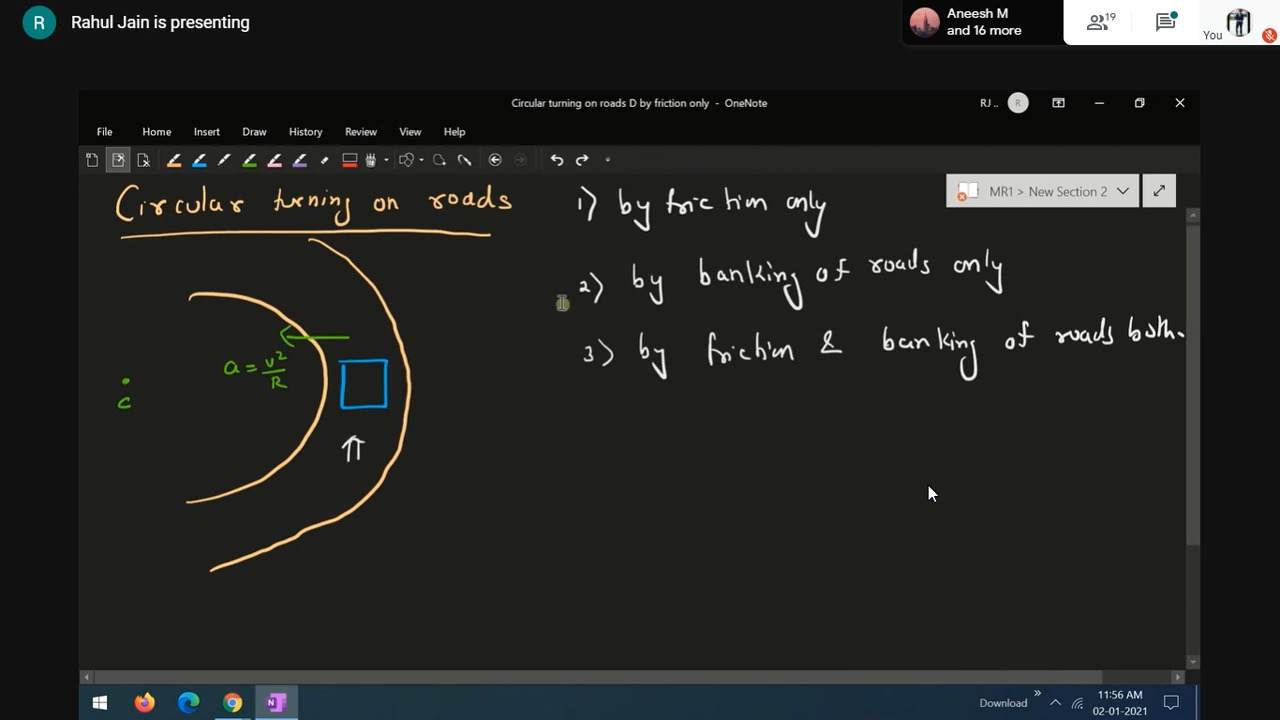 R
Rahul Jain is presenting
Aneesh M
and 16 more
19
You
Circular turning on roads D by friction only - OneNote
RJ ..
R
File Home Insert Draw History Review View Help
MR1 > New Section 2
Circular turning on roads
1) by friction only
2) by banking of roads only
3) by friction & banking of roads both.
a = v²/R
C
Download
11:56 AM
02-01-2021